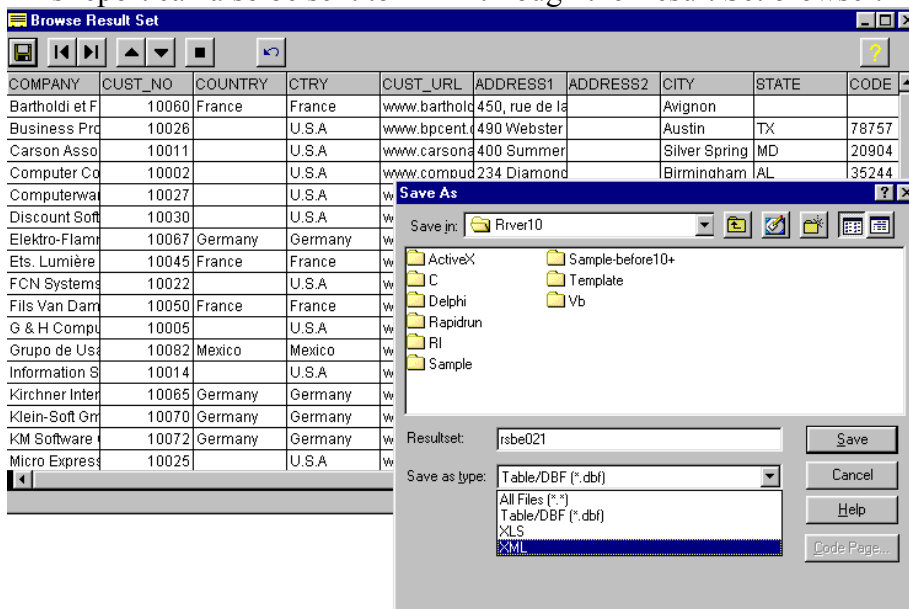 Browse Result Set
COMPANY CUST_NO COUNTRY CTRY CUST_URL ADDRESS1 ADDRESS2 CITY STATE CODE
Bartholdi et F 10060 France France www.barthold 450, rue de la Avignon
Business Pro 10026 U.S.A www.bpcent. 490 Webster Austin TX 78757
Carson Asso 10011 U.S.A www.carsona 400 Summer Silver Spring MD 20904
Computer Co 10002 U.S.A www.compud 234 Diamond Birmingham AL 35244
Computerwar 10027 U.S.A w
Discount Soft 10030 U.S.A w
Elektro-Flamm 10067 Germany Germany w
Ets. Lumière 10045 France France w
FCN Systems 10022 U.S.A w
Fils Van Dam 10050 France France w
G & H Compu 10005 U.S.A w
Grupo de Usa 10082 Mexico Mexico w
Information S 10014 U.S.A w
Kirchner Inter 10065 Germany Germany w
Klein-Soft Gm 10070 Germany Germany w
KM Software 10072 Germany Germany w
Micro Express 10025 U.S.A w
Save As
Save in: Rrver10
ActiveX Sample-before10+
C Template
Delphi Vb
Rapidrun
RI
Sample
Resultset: rsbe021 Save
Save as type: Table/DBF (*.dbf) Cancel
All Files (*.*)
Table/DBF (*.dbf) Help
XLS
XML Code Page...